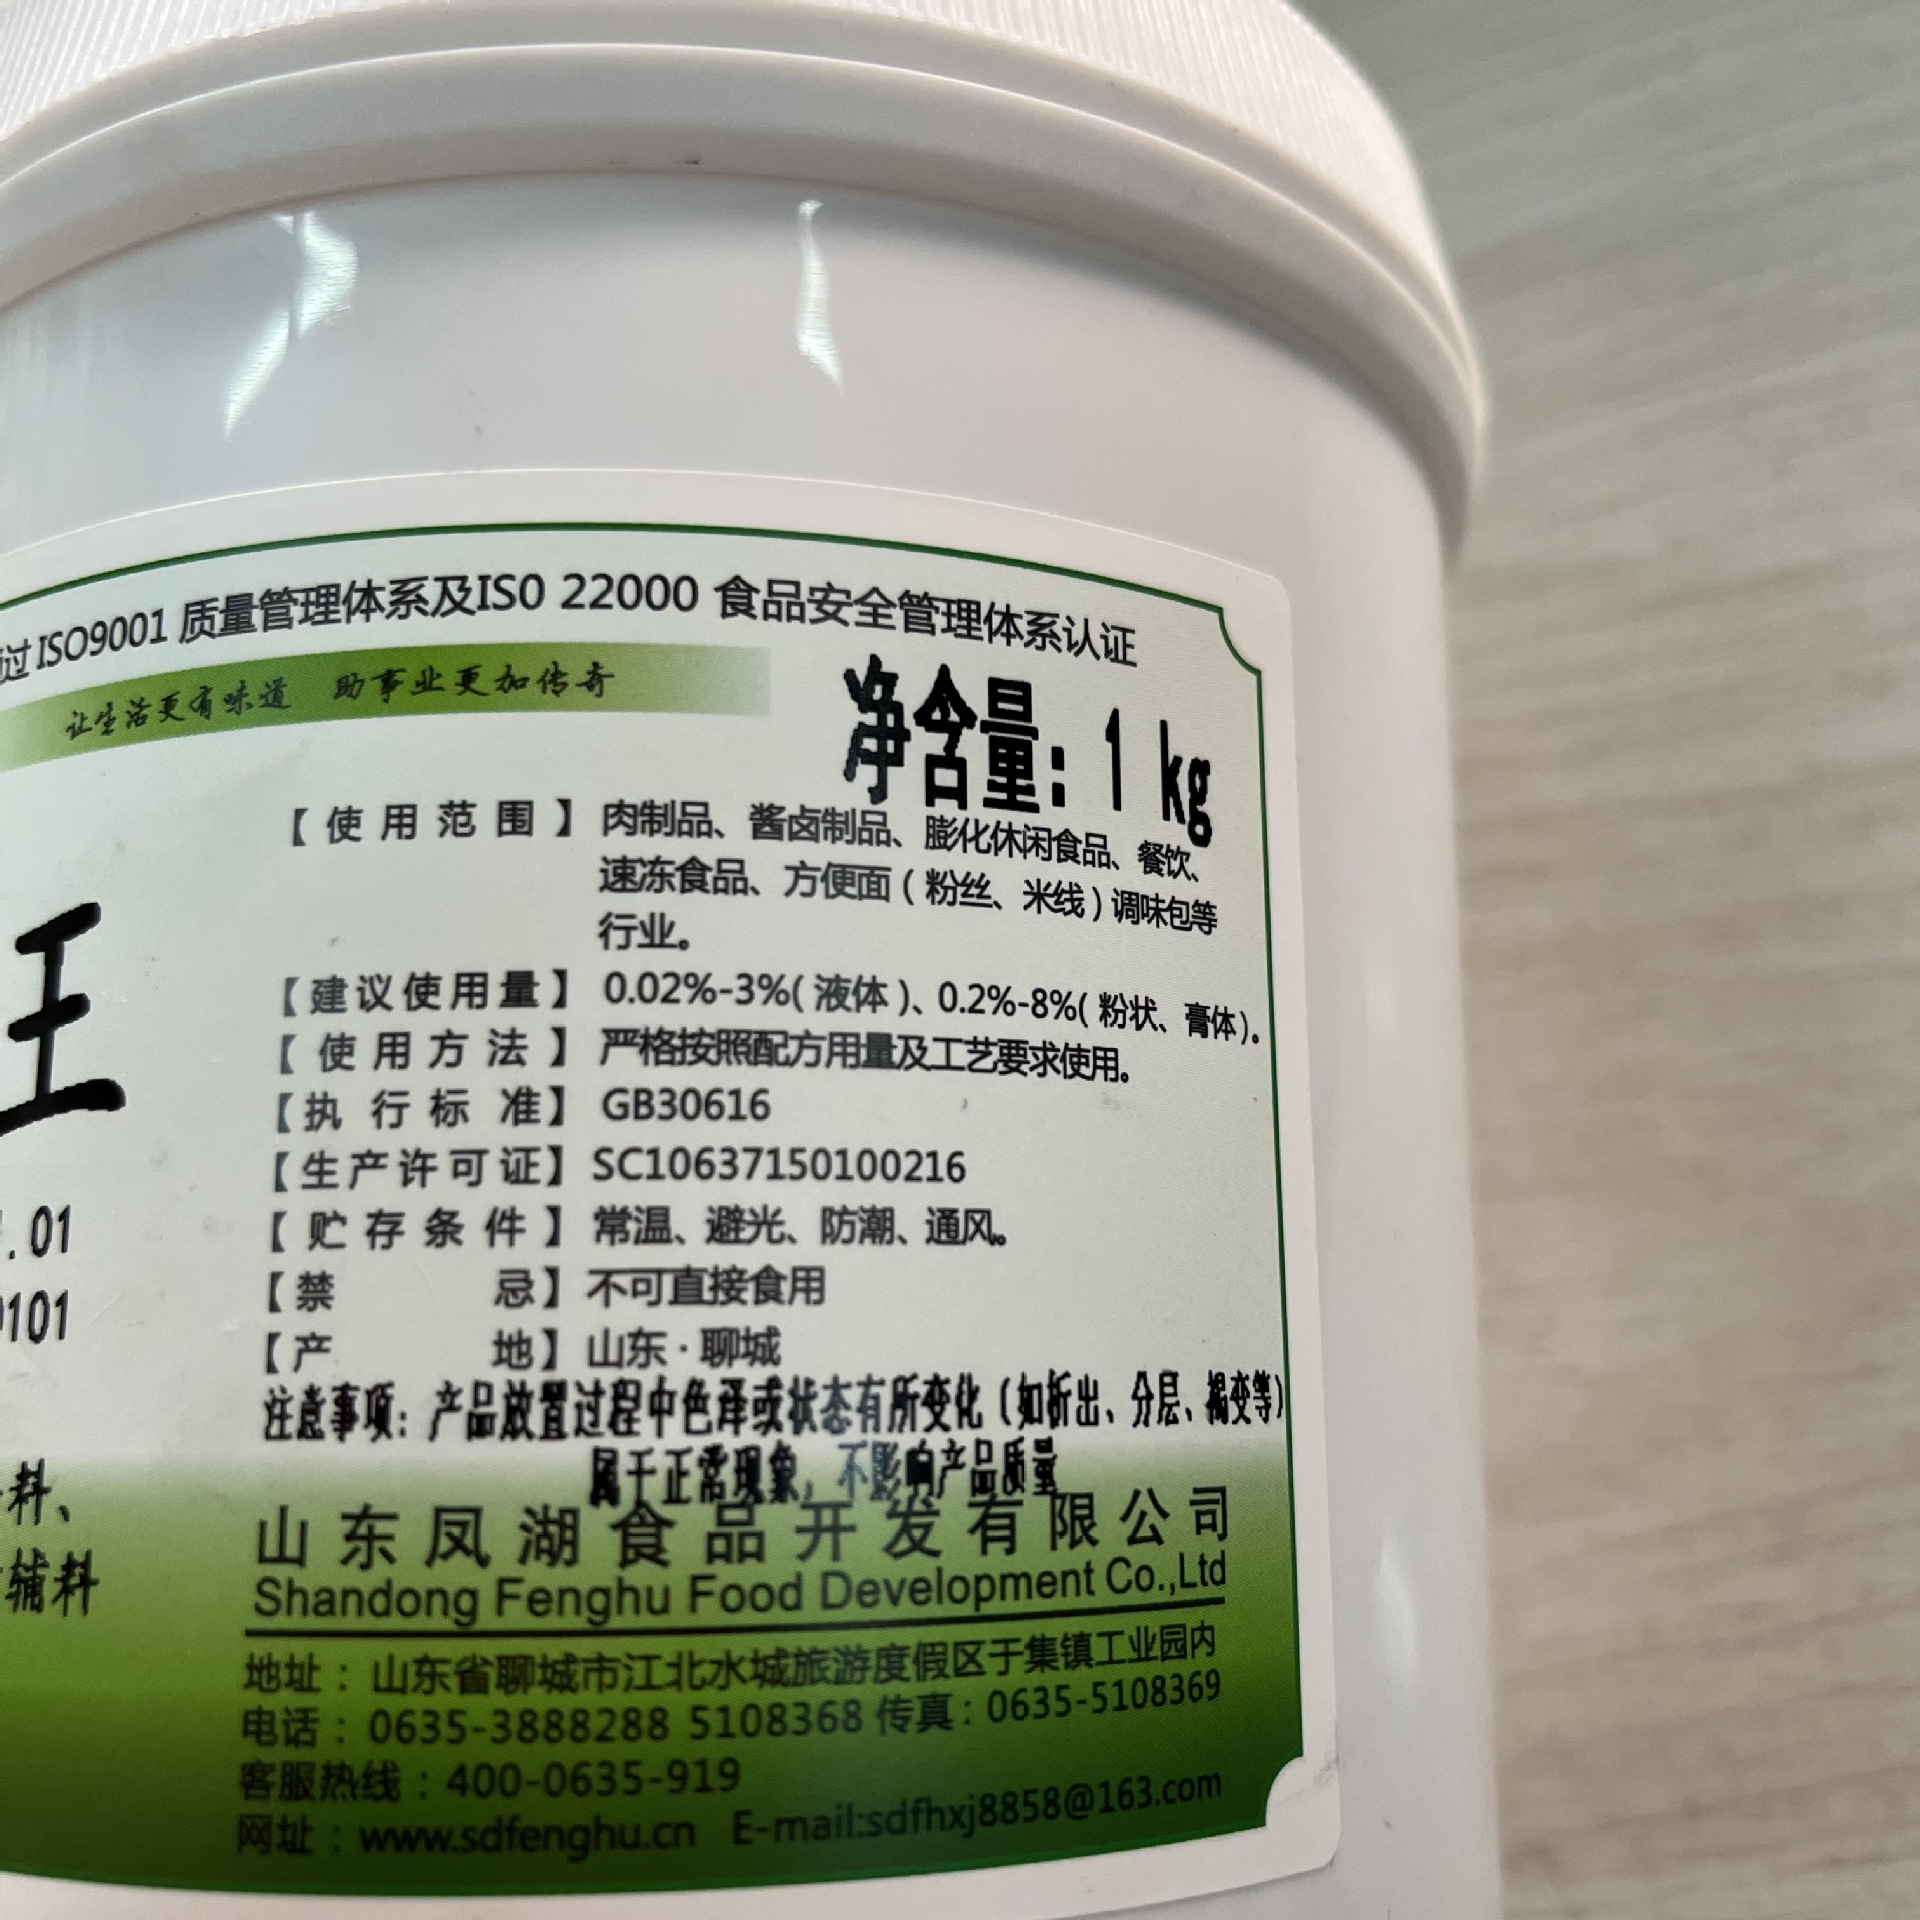 过 ISO9001 质量管理体系及ISO 22000 食品安全管理体系认证
让生活更有味道 助事业更加传奇
净含量: 1 kg
【使用范围】 肉制品、酱卤制品、膨化休闲食品、餐饮、
速冻食品、方便面（粉丝、米线）调味包等
行业。
王
【建议使用量】 0.02%-3%(液体)、0.2%-8%(粉状、膏体)。
【使用方法】 严格按照配方用量及工艺要求使用。
【执行标准】 GB30616
【生产许可证】 SC10637150100216
.01
【贮存条件】 常温、避光、防潮、通风。
【禁忌】 不可直接食用
0101
【产地】 山东·聊城
注意事项: 产品放置过程中色泽或状态有所变化（如析出、分层、褐变等）
属于正常现象, 不影响产品质量
料、
辅料
山东凤湖食品开发有限公司
Shandong Fenghu Food Development Co.,Ltd
地址： 山东省聊城市江北水城旅游度假区于集镇工业园内
电话：0635-3888288 5108368 传真：0635-5108369
客服热线：400-0635-919
网址：www.sdfenghu.cn E-mail:sdfhxj8858@163.com